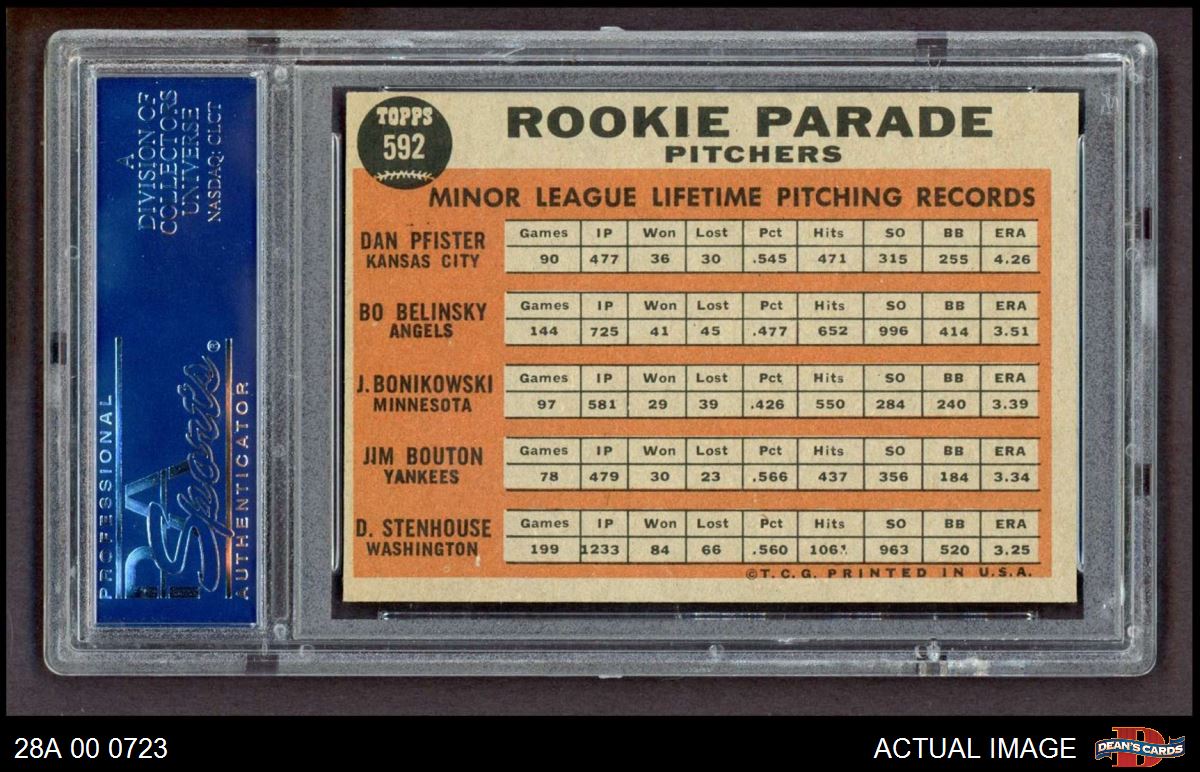 A
DIVISION OF
COLLECTORS
UNIVERSE
NASDAQ: CLCT
PROFESSIONAL
PSA
Sports®
AUTHENTICATOR
TOPPS
592
ROOKIE PARADE
PITCHERS
MINOR LEAGUE LIFETIME PITCHING RECORDS
DAN PFISTER
KANSAS CITY
Games IP Won Lost Pct Hits SO BB ERA
90 477 36 30 .545 471 315 255 4.26
BO BELINSKY
ANGELS
Games IP Won Lost Pct Hits SO BB ERA
144 725 41 45 .477 652 996 414 3.51
J. BONIKOWSKI
MINNESOTA
Games IP Won Lost Pct Hits SO BB ERA
97 581 29 39 .426 550 284 240 3.39
JIM BOUTON
YANKEES
Games IP Won Lost Pct Hits SO BB ERA
78 479 30 23 .566 437 356 184 3.34
D. STENHOUSE
WASHINGTON
Games IP Won Lost Pct Hits SO BB ERA
199 1233 84 66 .560 963 520 3.25
©T.C.G. PRINTED IN U.S.A.
28A 00 0723
ACTUAL IMAGE
D
DEAN'S CARDS